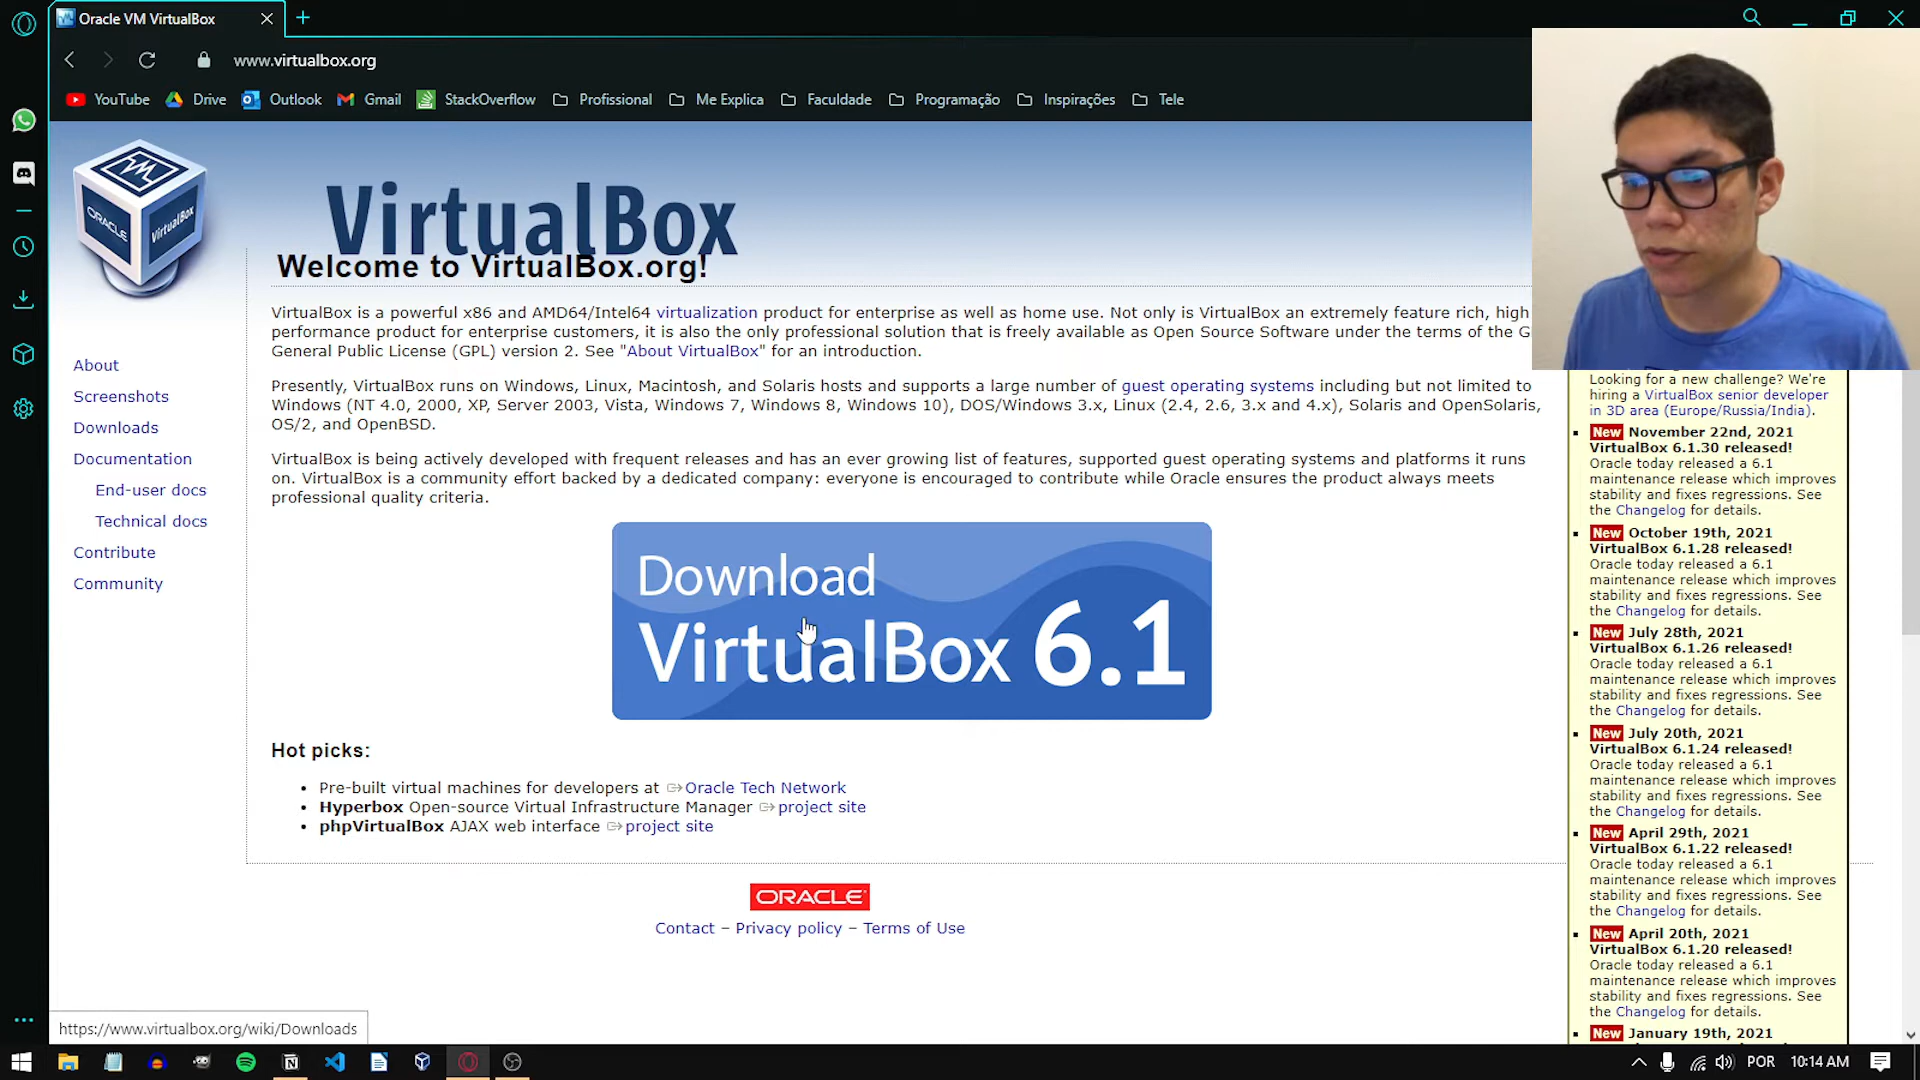 Oracle VM VirtualBox
www.virtualbox.org
YouTube Drive Outlook Gmail StackOverflow Profissional Me Explica Faculdade Programação Inspirações Tele
ORACLE
VirtualBox
VirtualBox
Welcome to VirtualBox.org!
VirtualBox is a powerful x86 and AMD64/Intel64 virtualization product for enterprise as well as home use. Not only is VirtualBox an extremely feature rich, high
performance product for enterprise customers, it is also the only professional solution that is freely available as Open Source Software under the terms of the G
General Public License (GPL) version 2. See "About VirtualBox" for an introduction.
Presently, VirtualBox runs on Windows, Linux, Macintosh, and Solaris hosts and supports a large number of guest operating systems including but not limited to
Windows (NT 4.0, 2000, XP, Server 2003, Vista, Windows 7, Windows 8, Windows 10), DOS/Windows 3.x, Linux (2.4, 2.6, 3.x and 4.x), Solaris and OpenSolaris,
OS/2, and OpenBSD.
VirtualBox is being actively developed with frequent releases and has an ever growing list of features, supported guest operating systems and platforms it runs
on. VirtualBox is a community effort backed by a dedicated company: everyone is encouraged to contribute while Oracle ensures the product always meets
professional quality criteria.
About
Screenshots
Downloads
Documentation
End-user docs
Technical docs
Contribute
Community
Download
VirtualBox 6.1
Hot picks:
Pre-built virtual machines for developers at Oracle Tech Network
Hyperbox Open-source Virtual Infrastructure Manager project site
phpVirtualBox AJAX web interface project site
ORACLE
Contact – Privacy policy – Terms of Use
Looking for a new challenge? We're
hiring a VirtualBox senior developer
in 3D area (Europe/Russia/India).
New November 22nd, 2021
VirtualBox 6.1.30 released!
Oracle today released a 6.1
maintenance release which improves
stability and fixes regressions. See
the Changelog for details.
New October 19th, 2021
VirtualBox 6.1.28 released!
Oracle today released a 6.1
maintenance release which improves
stability and fixes regressions. See
the Changelog for details.
New July 28th, 2021
VirtualBox 6.1.26 released!
Oracle today released a 6.1
maintenance release which improves
stability and fixes regressions. See
the Changelog for details.
New July 20th, 2021
VirtualBox 6.1.24 released!
Oracle today released a 6.1
maintenance release which improves
stability and fixes regressions. See
the Changelog for details.
New April 29th, 2021
VirtualBox 6.1.22 released!
Oracle today released a 6.1
maintenance release which improves
stability and fixes regressions. See
the Changelog for details.
New April 20th, 2021
VirtualBox 6.1.20 released!
Oracle today released a 6.1
maintenance release which improves
stability and fixes regressions. See
the Changelog for details.
New January 19th, 2021
https://www.virtualbox.org/wiki/Downloads
POR 10:14 AM